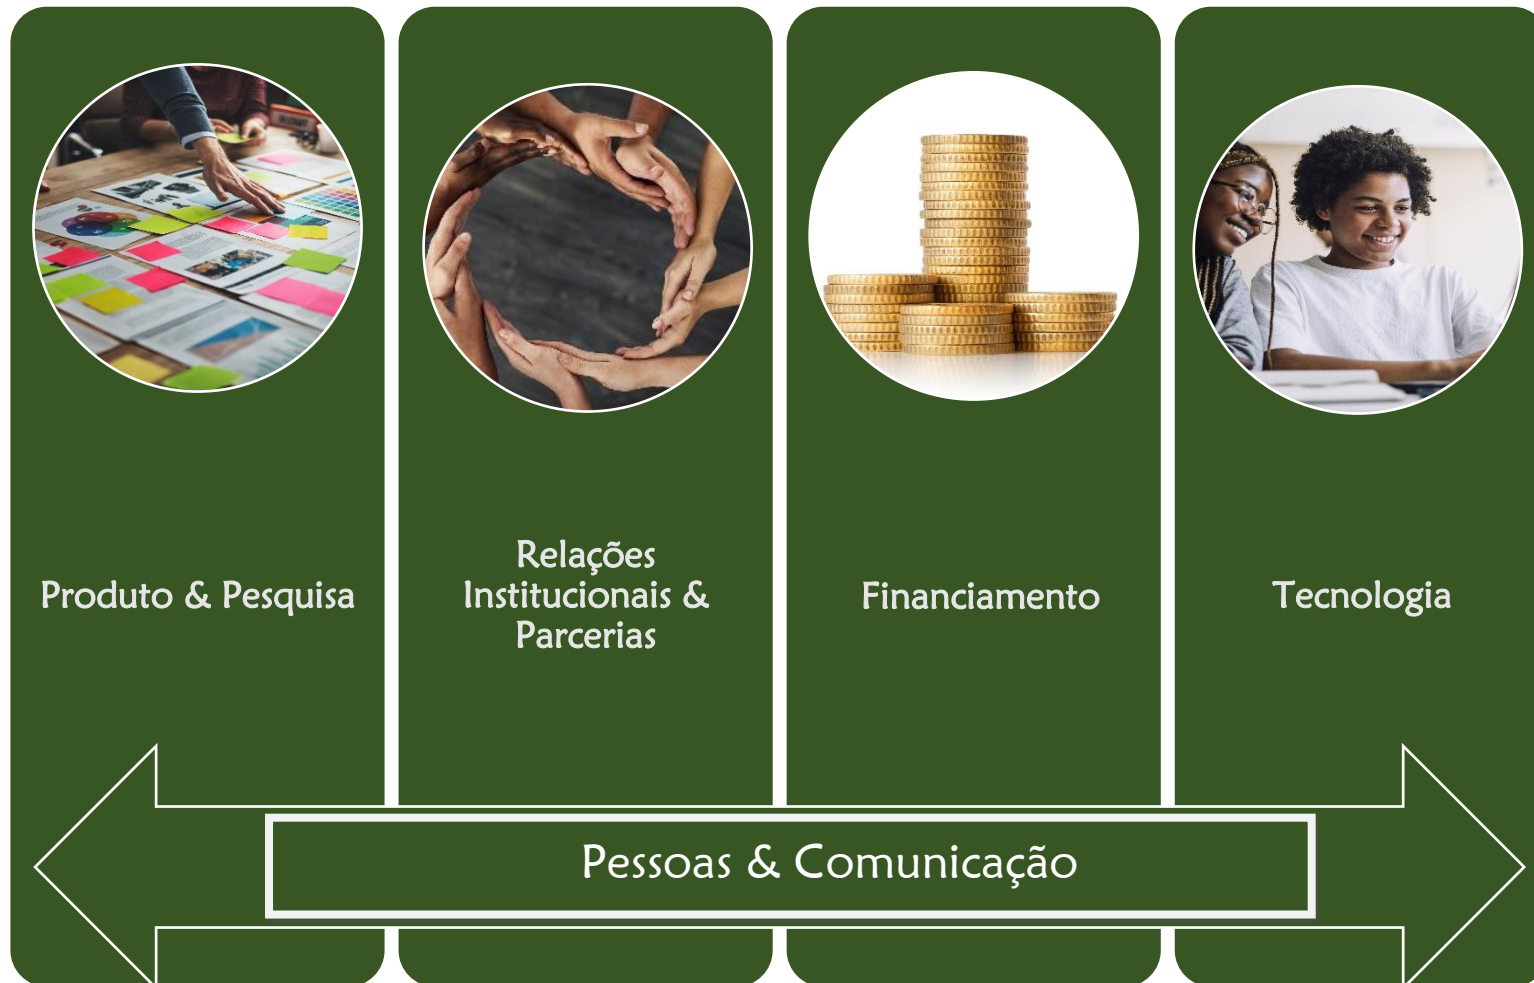 Produto & Pesquisa
Relações
Institucionais &
Parcerias
Financiamento
Tecnologia
Pessoas & Comunicação